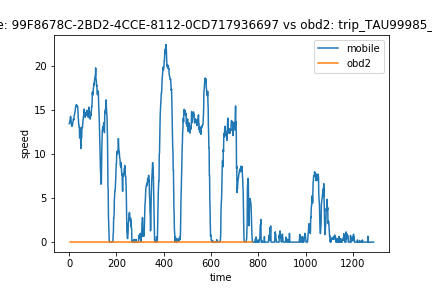 e: 99F8678C-2BD2-4CCE-8112-0CD717936697 vs obd2: trip_TAU99985_
mobile
obd2
speed
20
15
10
5
0
0 200 400 600 800 1000 1200
time